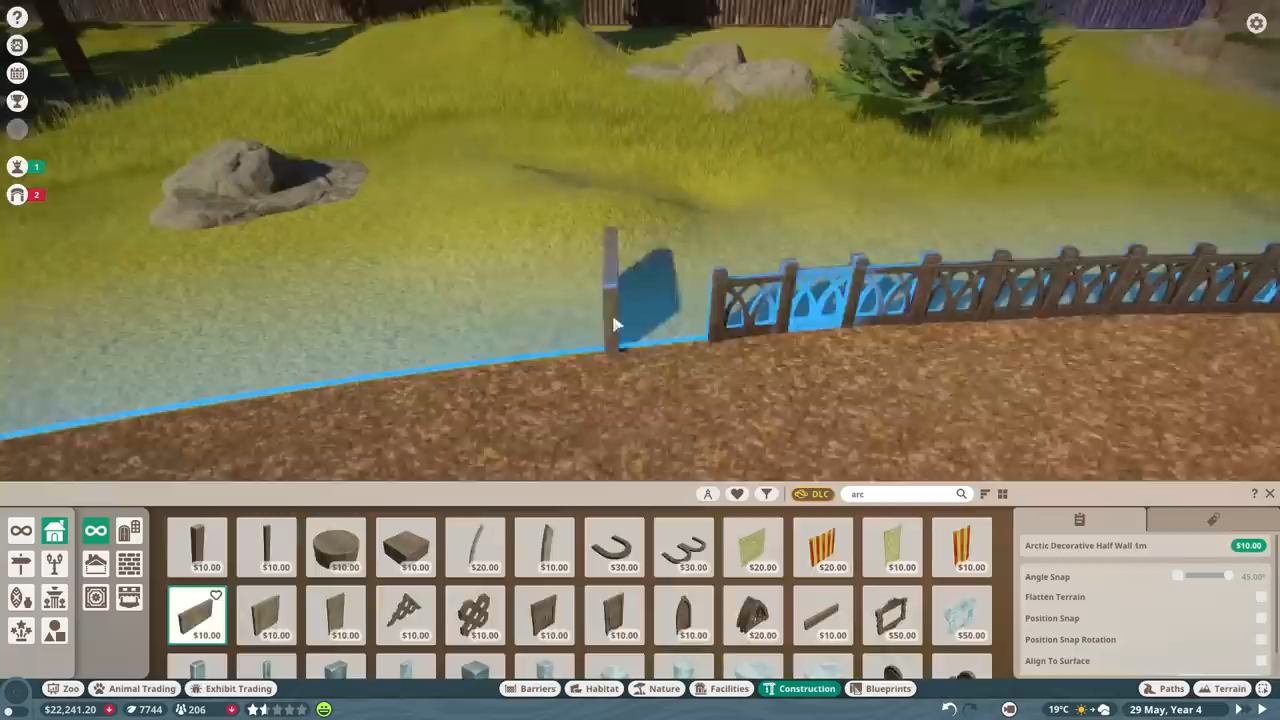 ?
1
2
DLC
arc
?
$10.00 $10.00 $10.00 $10.00 $20.00 $10.00 $30.00 $30.00 $20.00 $20.00 $10.00 $10.00
$10.00 $10.00 $10.00 $10.00 $10.00 $10.00 $10.00 $10.00 $20.00 $10.00 $50.00 $50.00
Arctic Decorative Half Wall 1m $10.00
Angle Snap 45.00°
Flatten Terrain
Position Snap
Position Snap Rotation
Align To Surface
Zoo Animal Trading Exhibit Trading Barriers Habitat Nature Facilities Construction Blueprints Paths Terrain
$22,241.20 7744 206 19°C 29 May, Year 4